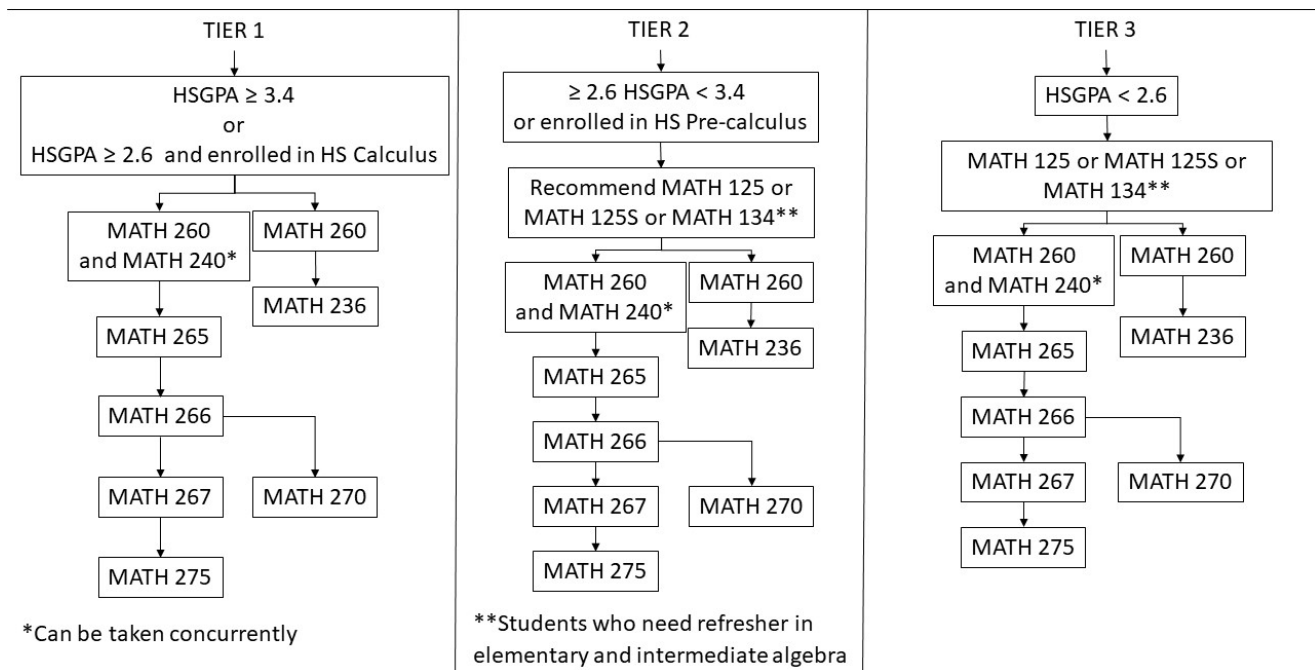 TIER 1
HSGPA ≥ 3.4
or
HSGPA ≥ 2.6 and enrolled in HS Calculus
MATH 260
and MATH 240*
MATH 260
MATH 236
MATH 265
MATH 266
MATH 267
MATH 270
MATH 275
*Can be taken concurrently
TIER 2
≥ 2.6 HSGPA < 3.4
or enrolled in HS Pre-calculus
Recommend MATH 125 or
MATH 125S or MATH 134**
MATH 260
and MATH 240*
MATH 260
MATH 236
MATH 265
MATH 266
MATH 267
MATH 270
MATH 275
**Students who need refresher in
elementary and intermediate algebra
TIER 3
HSGPA < 2.6
MATH 125 or MATH 125S or
MATH 134**
MATH 260
and MATH 240*
MATH 260
MATH 236
MATH 265
MATH 266
MATH 267
MATH 270
MATH 275